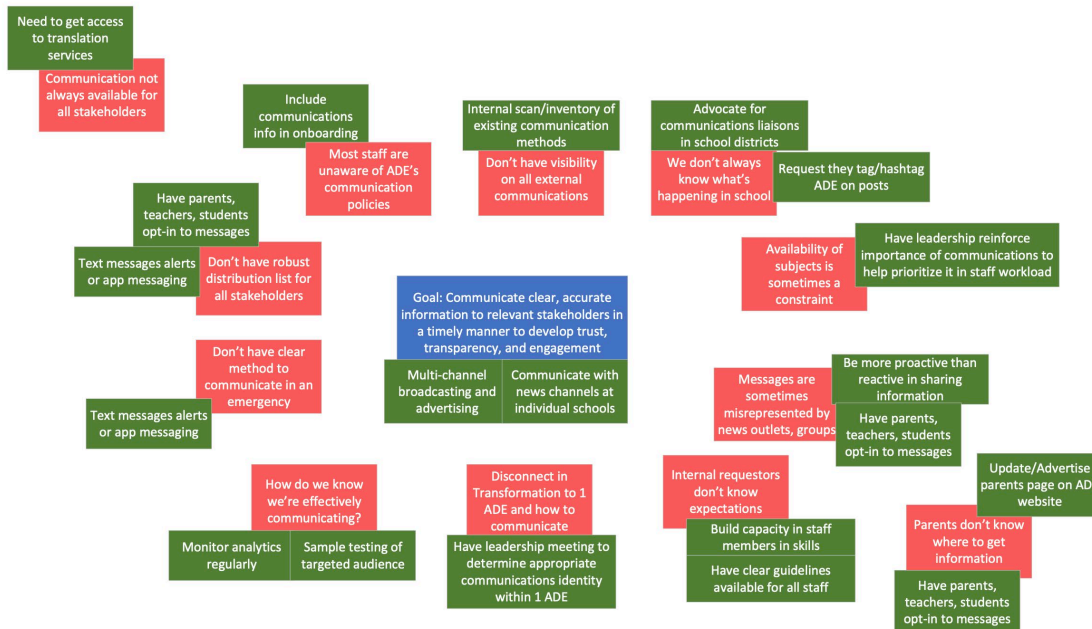 Need to get access
to translation
services
Communication not
always available for
all stakeholders
Include
communications
info in onboarding
Most staff are
unaware of ADE's
communication
policies
Internal scan/inventory of
existing communication
methods
Don't have visibility
on all external
communications
Advocate for
communications liaisons
in school districts
We don't always
know what's
happening in school
Request they tag/hashtag
ADE on posts
Have parents,
teachers, students
opt-in to messages
Text messages alerts
or app messaging
Don't have robust
distribution list for
all stakeholders
Availability of
subjects is
sometimes a
constraint
Have leadership reinforce
importance of communications to
help prioritize it in staff workload
Goal: Communicate clear, accurate
information to relevant stakeholders in
a timely manner to develop trust,
transparency, and engagement
Multi-channel
broadcasting and
advertising
Communicate with
news channels at
individual schools
Don't have clear
method to
communicate in an
emergency
Text messages alerts
or app messaging
Messages are
sometimes
misrepresented by
news outlets, groups
Be more proactive than
reactive in sharing
information
Have parents,
teachers, students
opt-in to messages
How do we know
we're effectively
communicating?
Monitor analytics
regularly
Sample testing of
targeted audience
Disconnect in
Transformation to 1
ADE and how to
communicate
Have leadership meeting to
determine appropriate
communications identity
within 1 ADE
Internal requestors
don't know
expectations
Build capacity in staff
members in skills
Have clear guidelines
available for all staff
Update/Advertise
parents page on AD
website
Parents don't know
where to get
information
Have parents,
teachers, students
opt-in to messages